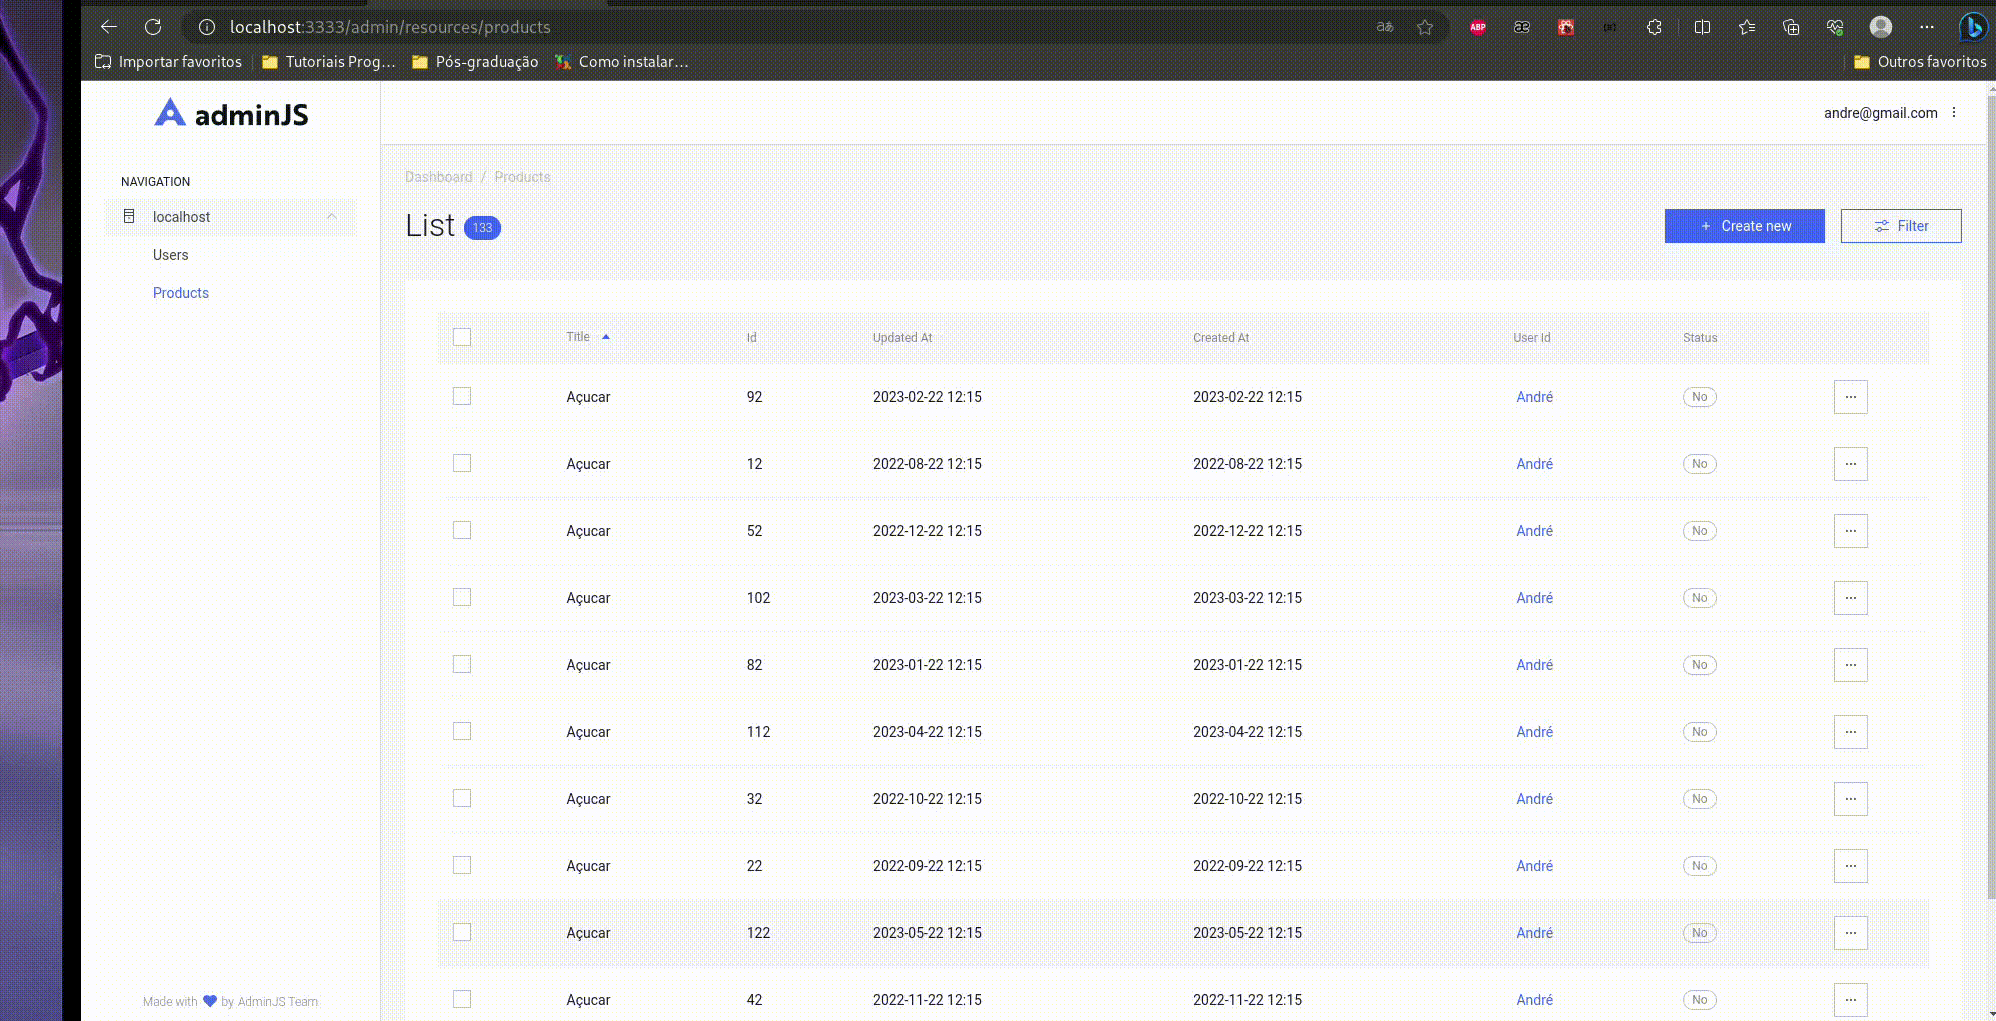 localhost:3333/admin/resources/products
aあ
ABP
æ
Importar favoritos
Tutoriais Prog...
Pós-graduação
Como instalar...
Outros favoritos
adminJS
andre@gmail.com
NAVIGATION
localhost
Users
Products
Dashboard / Products
List 133
+ Create new
Filter
Title Id Updated At Created At User Id Status
Açucar 92 2023-02-22 12:15 2023-02-22 12:15 André No
Açucar 12 2022-08-22 12:15 2022-08-22 12:15 André No
Açucar 52 2022-12-22 12:15 2022-12-22 12:15 André No
Açucar 102 2023-03-22 12:15 2023-03-22 12:15 André No
Açucar 82 2023-01-22 12:15 2023-01-22 12:15 André No
Açucar 112 2023-04-22 12:15 2023-04-22 12:15 André No
Açucar 32 2022-10-22 12:15 2022-10-22 12:15 André No
Açucar 22 2022-09-22 12:15 2022-09-22 12:15 André No
Açucar 122 2023-05-22 12:15 2023-05-22 12:15 André No
Açucar 42 2022-11-22 12:15 2022-11-22 12:15 André No
Made with ♥ by AdminJS Team